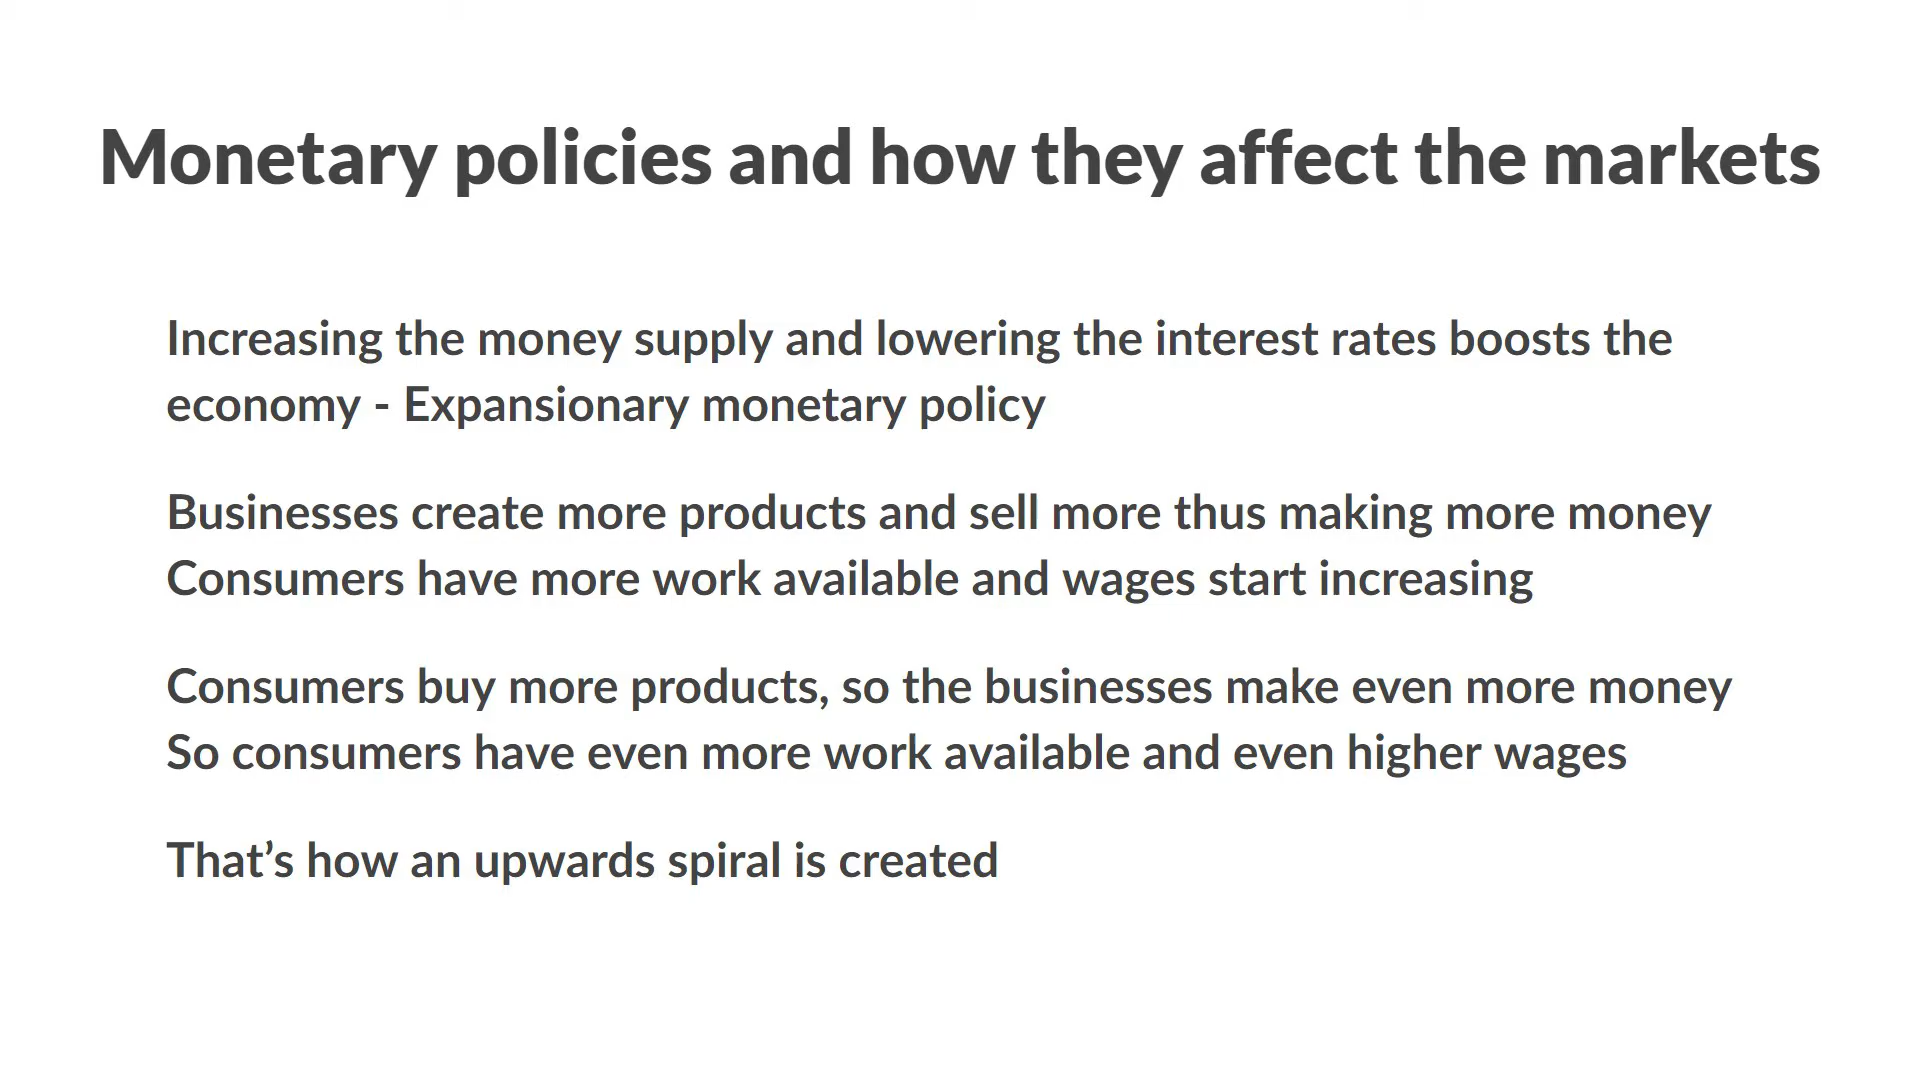 Monetary policies and how they affect the markets
Increasing the money supply and lowering the interest rates boosts the
economy - Expansionary monetary policy
Businesses create more products and sell more thus making more money
Consumers have more work available and wages start increasing
Consumers buy more products, so the businesses make even more money
So consumers have even more work available and even higher wages
That’s how an upwards spiral is created